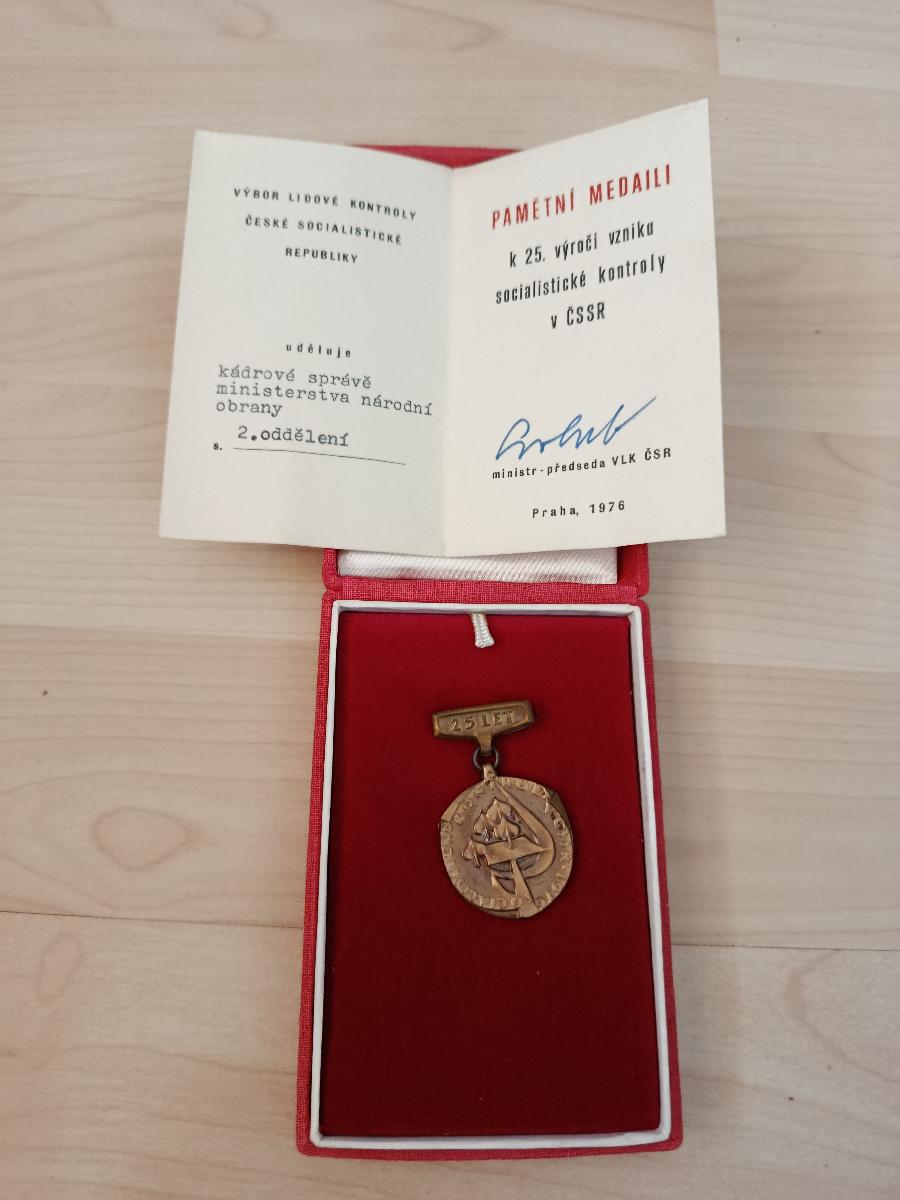 VÝBOR LIDOVÉ KONTROLY
ČESKÉ SOCIALISTICKÉ
REPUBLIKY
uděluje
kádrové správě
ministerstva národní
obrany
s. 2.oddělení
PAMĚTNÍ MEDAILI
k 25. výročí vzniku
socialistické kontroly
v ČSSR
ministr-předseda VLK ČSR
Praha, 1976
25 LET